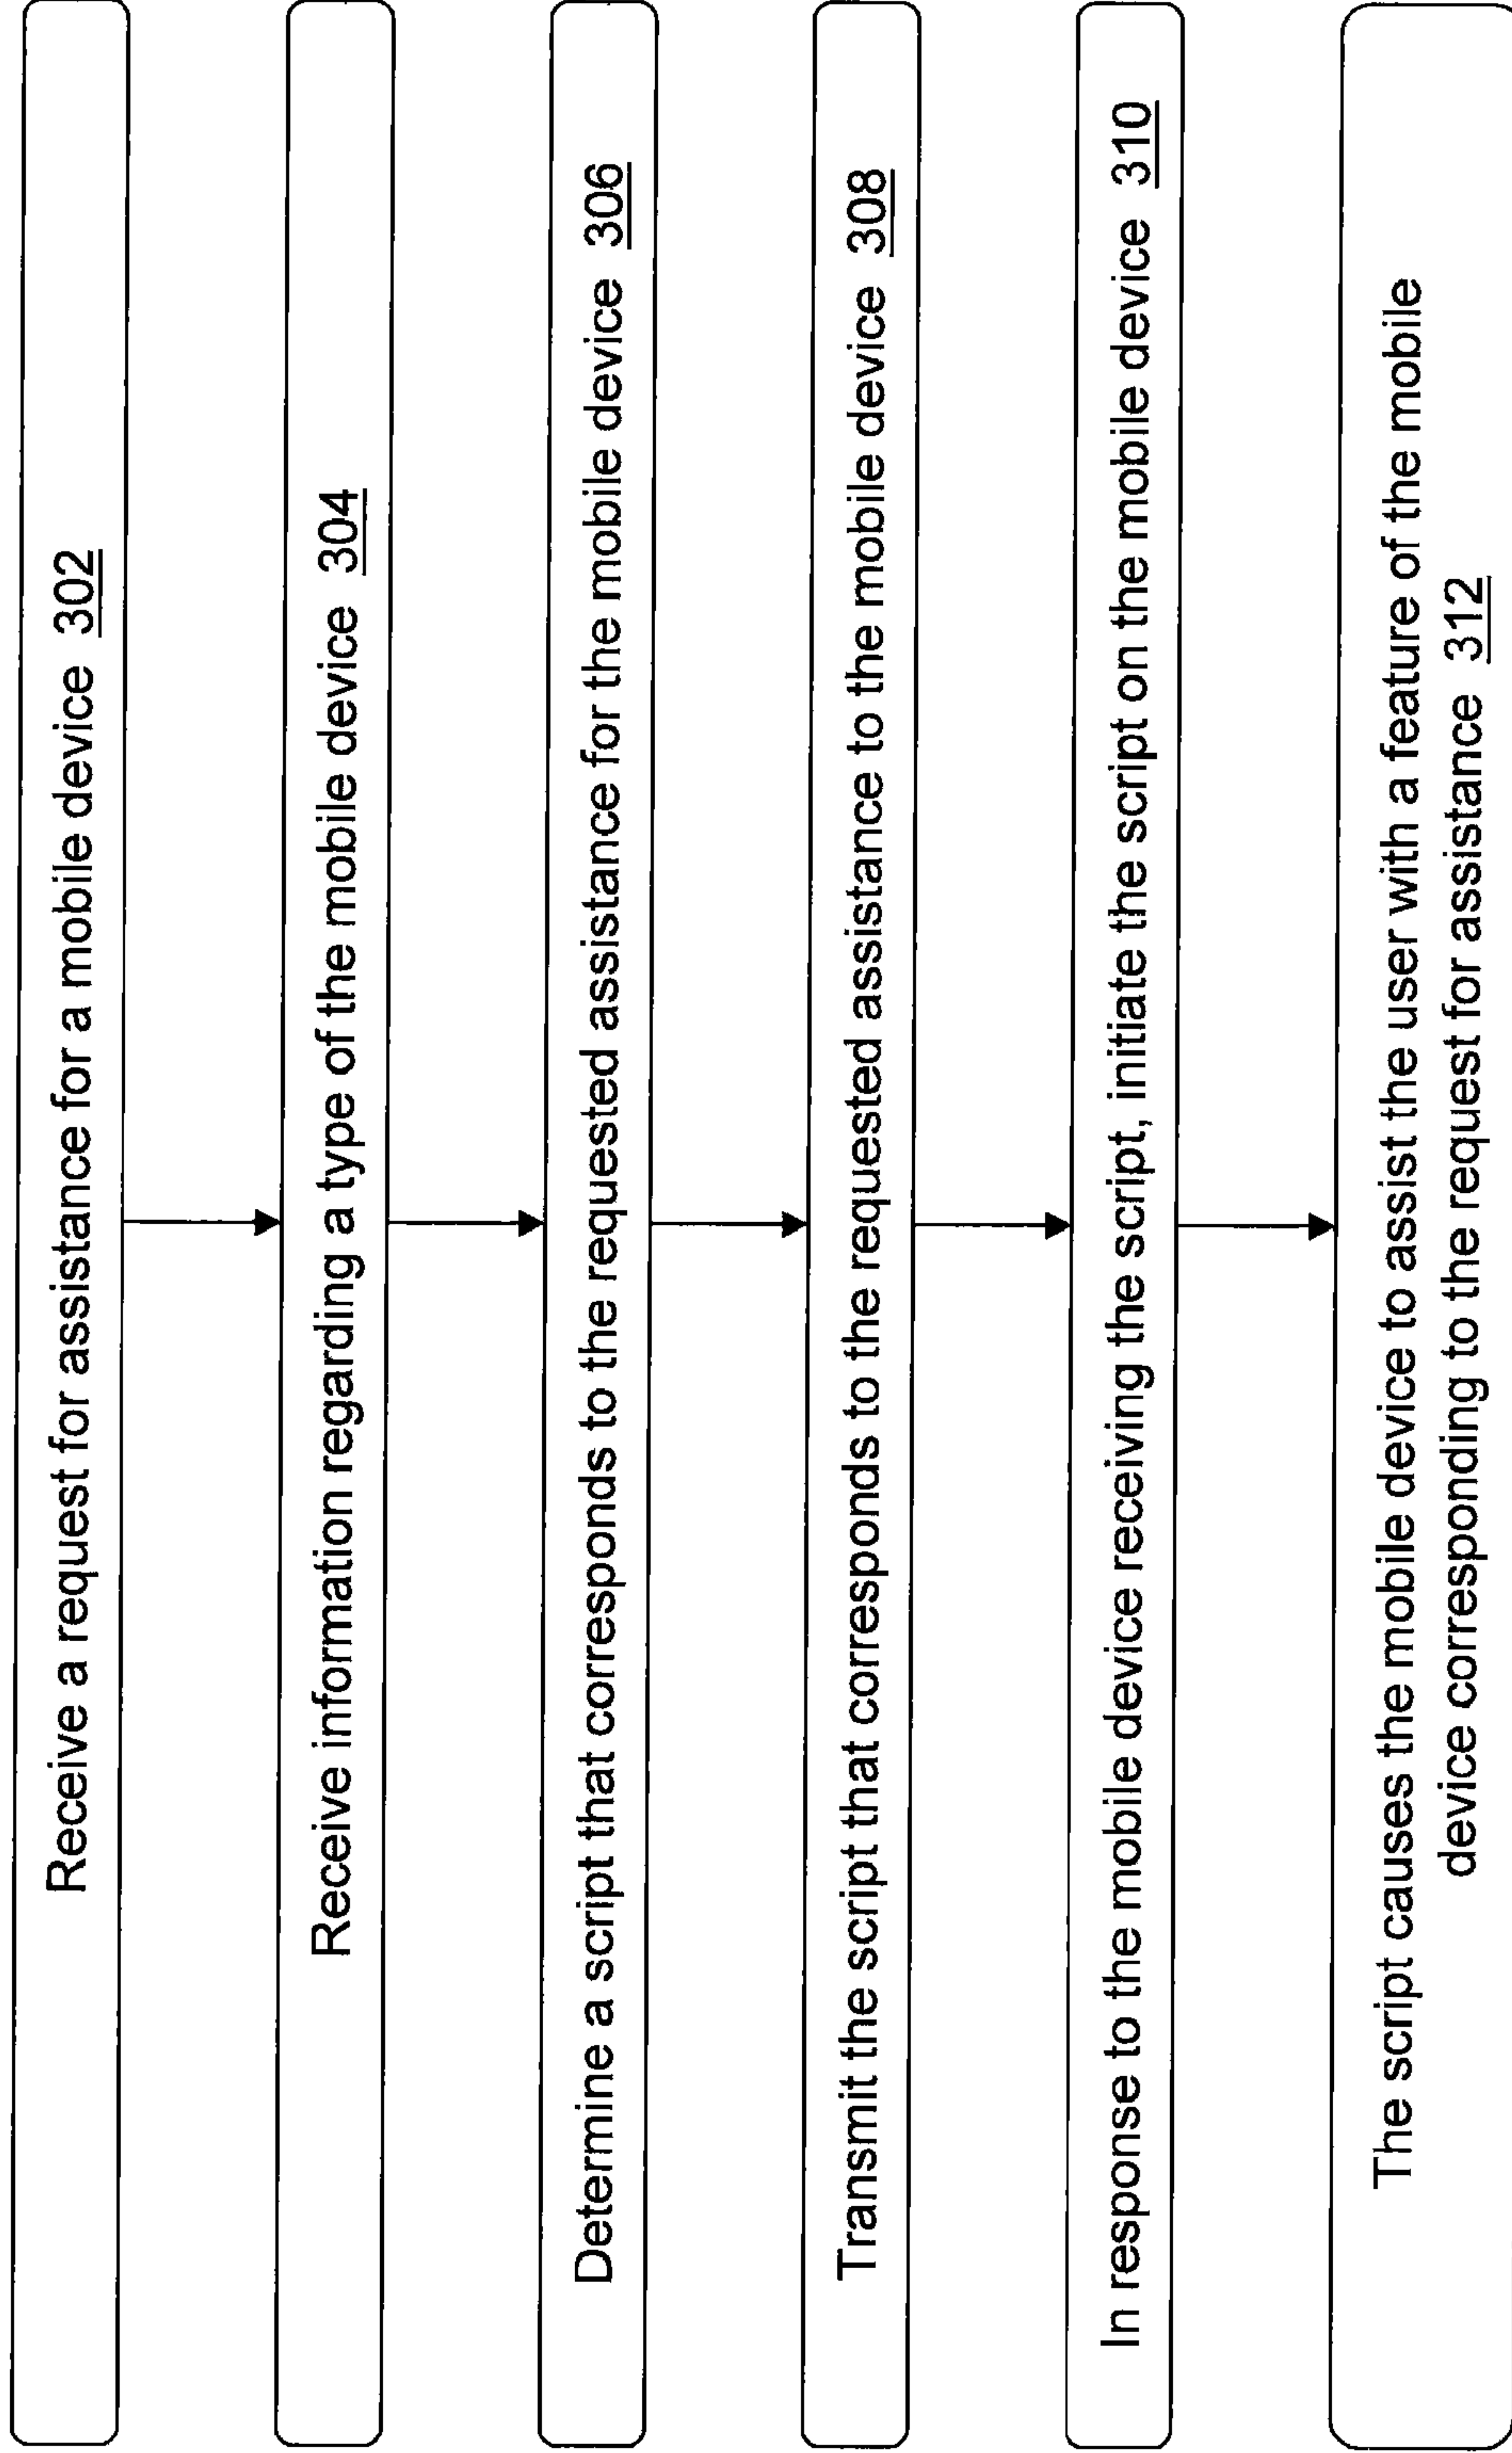 Receive a request for assistance for a mobile device 302
Receive information regarding a type of the mobile device 304
Determine a script that corresponds to the requested assistance for the mobile device 306
Transmit the script that corresponds to the requested assistance to the mobile device 308
In response to the mobile device receiving the script, initiate the script on the mobile device 310
The script causes the mobile device to assist the user with a feature of the mobile
device corresponding to the request for assistance 312